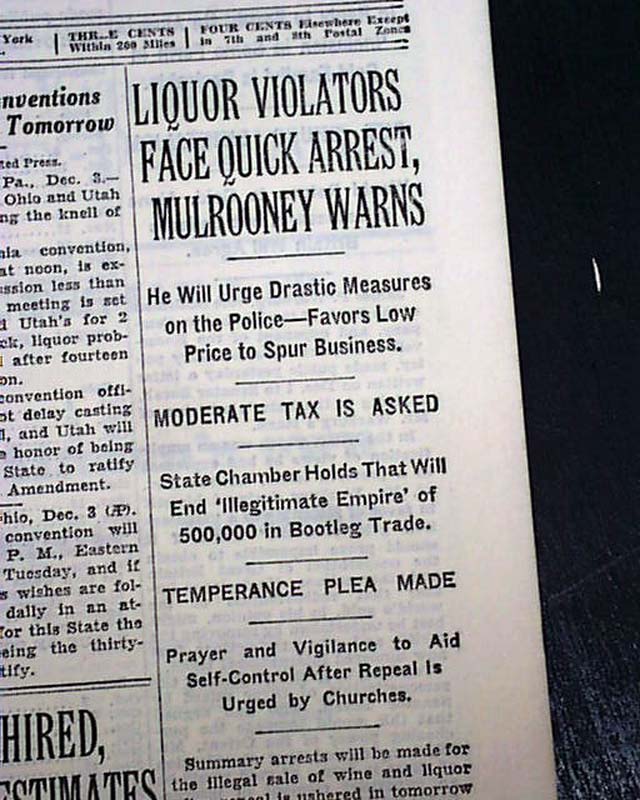 York
THR..E CENTS
Within 200 Miles
FOUR CENTS Elsewhere Except
in 7th and 8th Postal Zones
nventions
Tomorrow
ted Press.
Pa., Dec. 3.—
Ohio and Utah
ng the knell of
nia convention,
at noon, is ex-
ssion less than
meeting is set
d Utah's for 2
ck, liquor prob-
after fourteen
on.
convention offi-
ot delay casting
l, and Utah will
e honor of being
State to ratify
Amendment.
hio, Dec. 3 (AP).
convention will
P. M., Eastern
Tuesday, and if
s wishes are fol-
daily in an at-
for this State the
eing the thirty-
tify.
HIRED,
ESTIMATES
LIQUOR VIOLATORS
FACE QUICK ARREST,
MULROONEY WARNS
He Will Urge Drastic Measures
on the Police—Favors Low
Price to Spur Business.
MODERATE TAX IS ASKED
State Chamber Holds That Will
End 'Illegitimate Empire' of
500,000 in Bootleg Trade.
TEMPERANCE PLEA MADE
Prayer and Vigilance to Aid
Self-Control After Repeal Is
Urged by Churches.
Summary arrests will be made for
the illegal sale of wine and liquor
is ushered in tomorrow